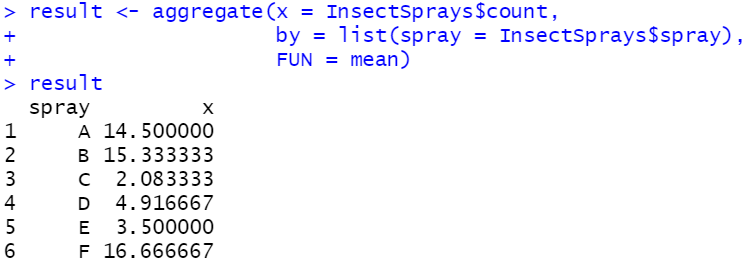 > result <- aggregate(x = InsectSprays$count,
+                     by = list(spray = InsectSprays$spray),
+                     FUN = mean)
> result
  spray         x
1     A 14.500000
2     B 15.333333
3     C  2.083333
4     D  4.916667
5     E  3.500000
6     F 16.666667